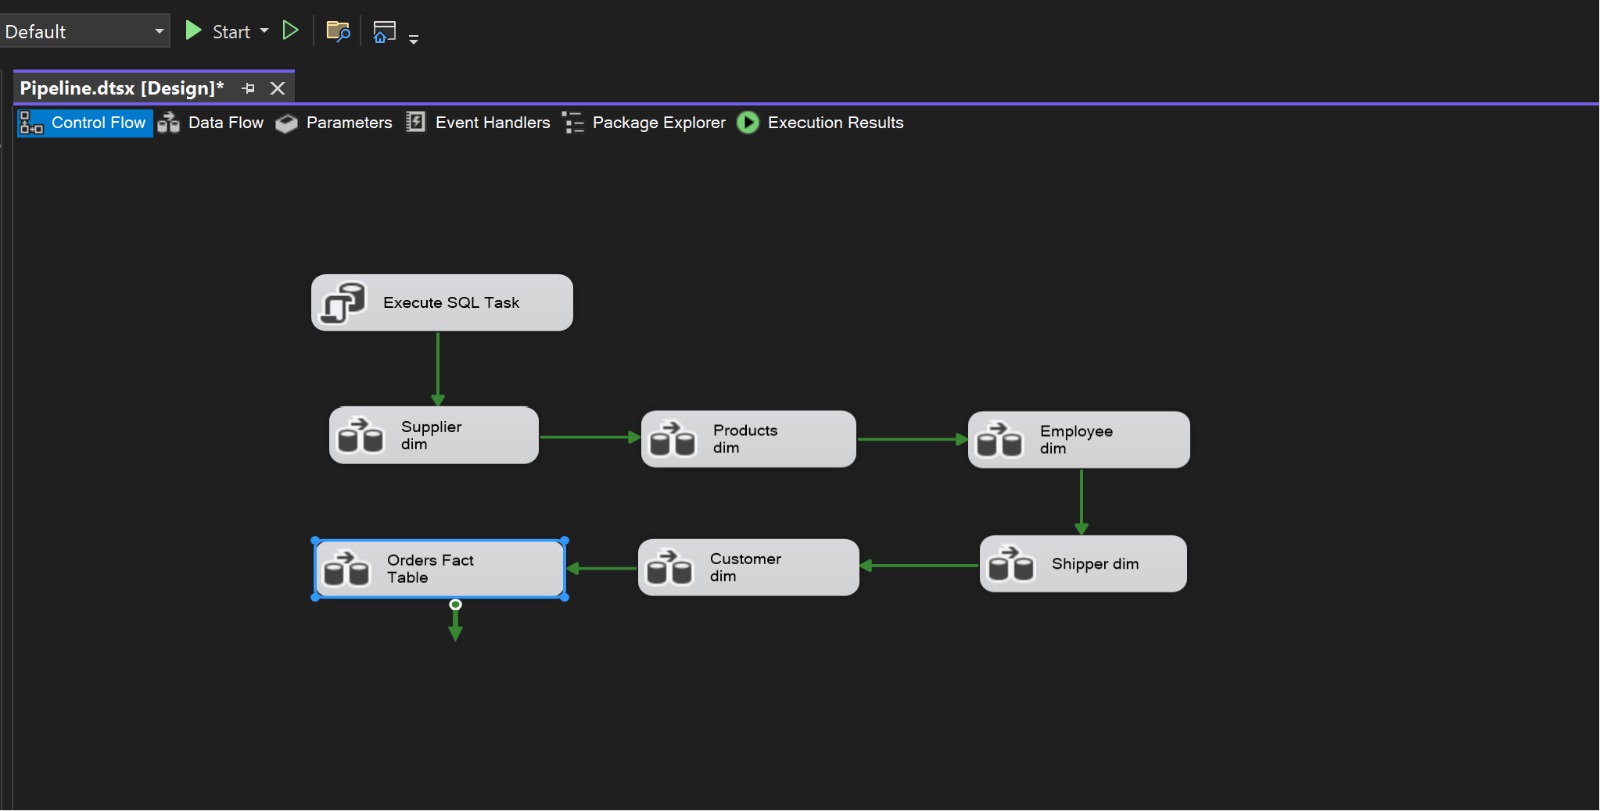 Default
Start
Pipeline.dtsx [Design]*
Control Flow
Data Flow
Parameters
Event Handlers
Package Explorer
Execution Results
Execute SQL Task
Supplier
dim
Products
dim
Employee
dim
Orders Fact
Table
Customer
dim
Shipper dim